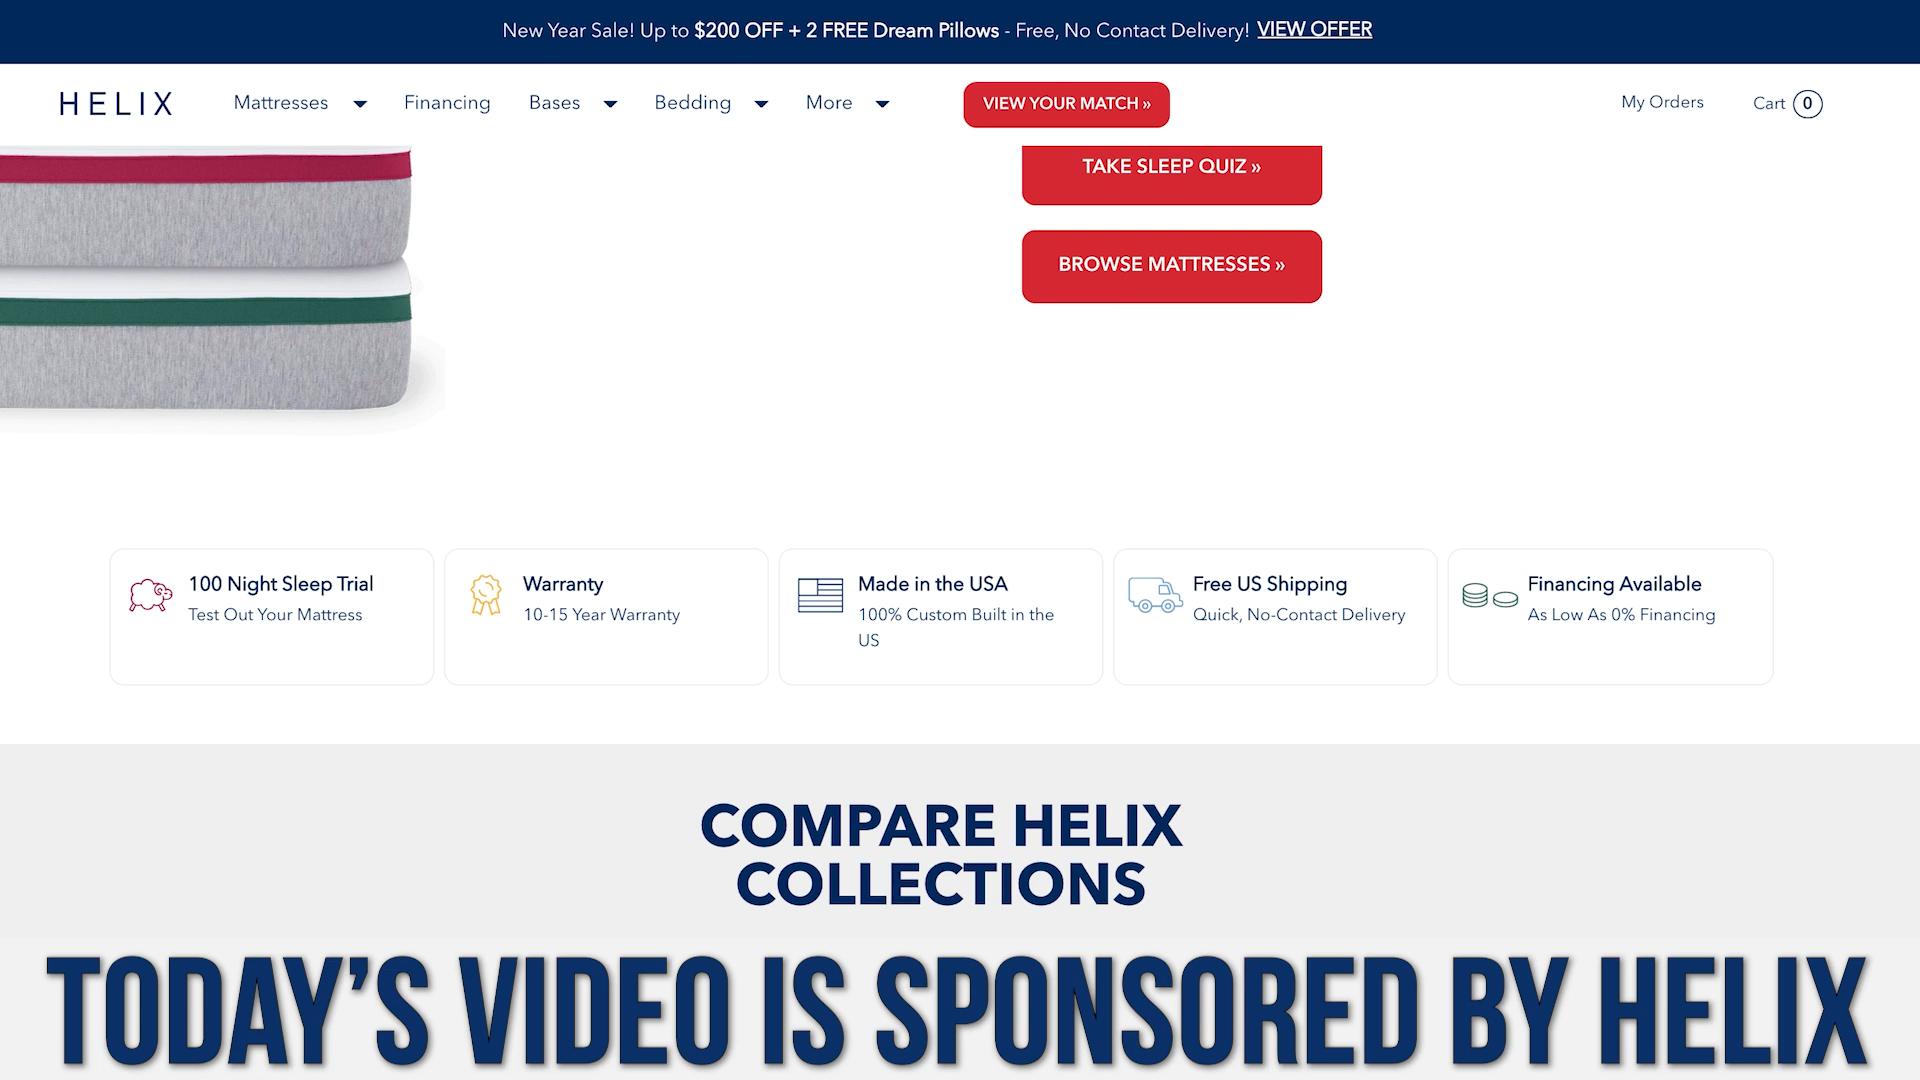 New Year Sale! Up to $200 OFF + 2 FREE Dream Pillows - Free, No Contact Delivery! VIEW OFFER
HELIX Mattresses Financing Bases Bedding More VIEW YOUR MATCH » My Orders Cart 0
TAKE SLEEP QUIZ »
BROWSE MATTRESSES »
100 Night Sleep Trial
Test Out Your Mattress
Warranty
10-15 Year Warranty
Made in the USA
100% Custom Built in the
US
Free US Shipping
Quick, No-Contact Delivery
Financing Available
As Low As 0% Financing
COMPARE HELIX
COLLECTIONS
TODAY'S VIDEO IS SPONSORED BY HELIX